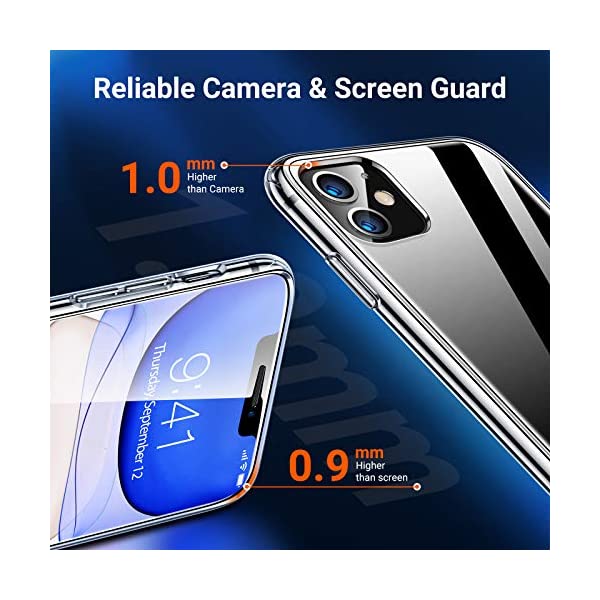 Reliable Camera & Screen Guard
1.0 mm
Higher
than Camera
9:41
Thursday September 12
0.9 mm
Higher
than screen